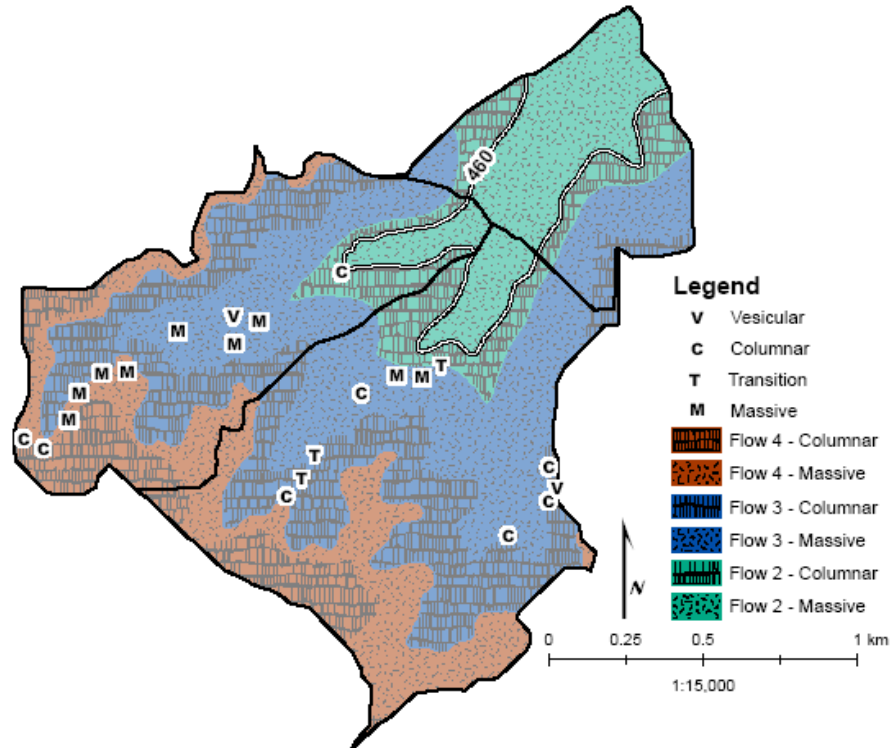 460
C
V
M
M
M
T
M
M
M
M
C
M
M
C
C
T
T
C
C
V
C
C
Legend
V Vesicular
C Columnar
T Transition
M Massive
Flow 4 - Columnar
Flow 4 - Massive
Flow 3 - Columnar
Flow 3 - Massive
Flow 2 - Columnar
Flow 2 - Massive
N
0 0.25 0.5 1 km
1:15,000